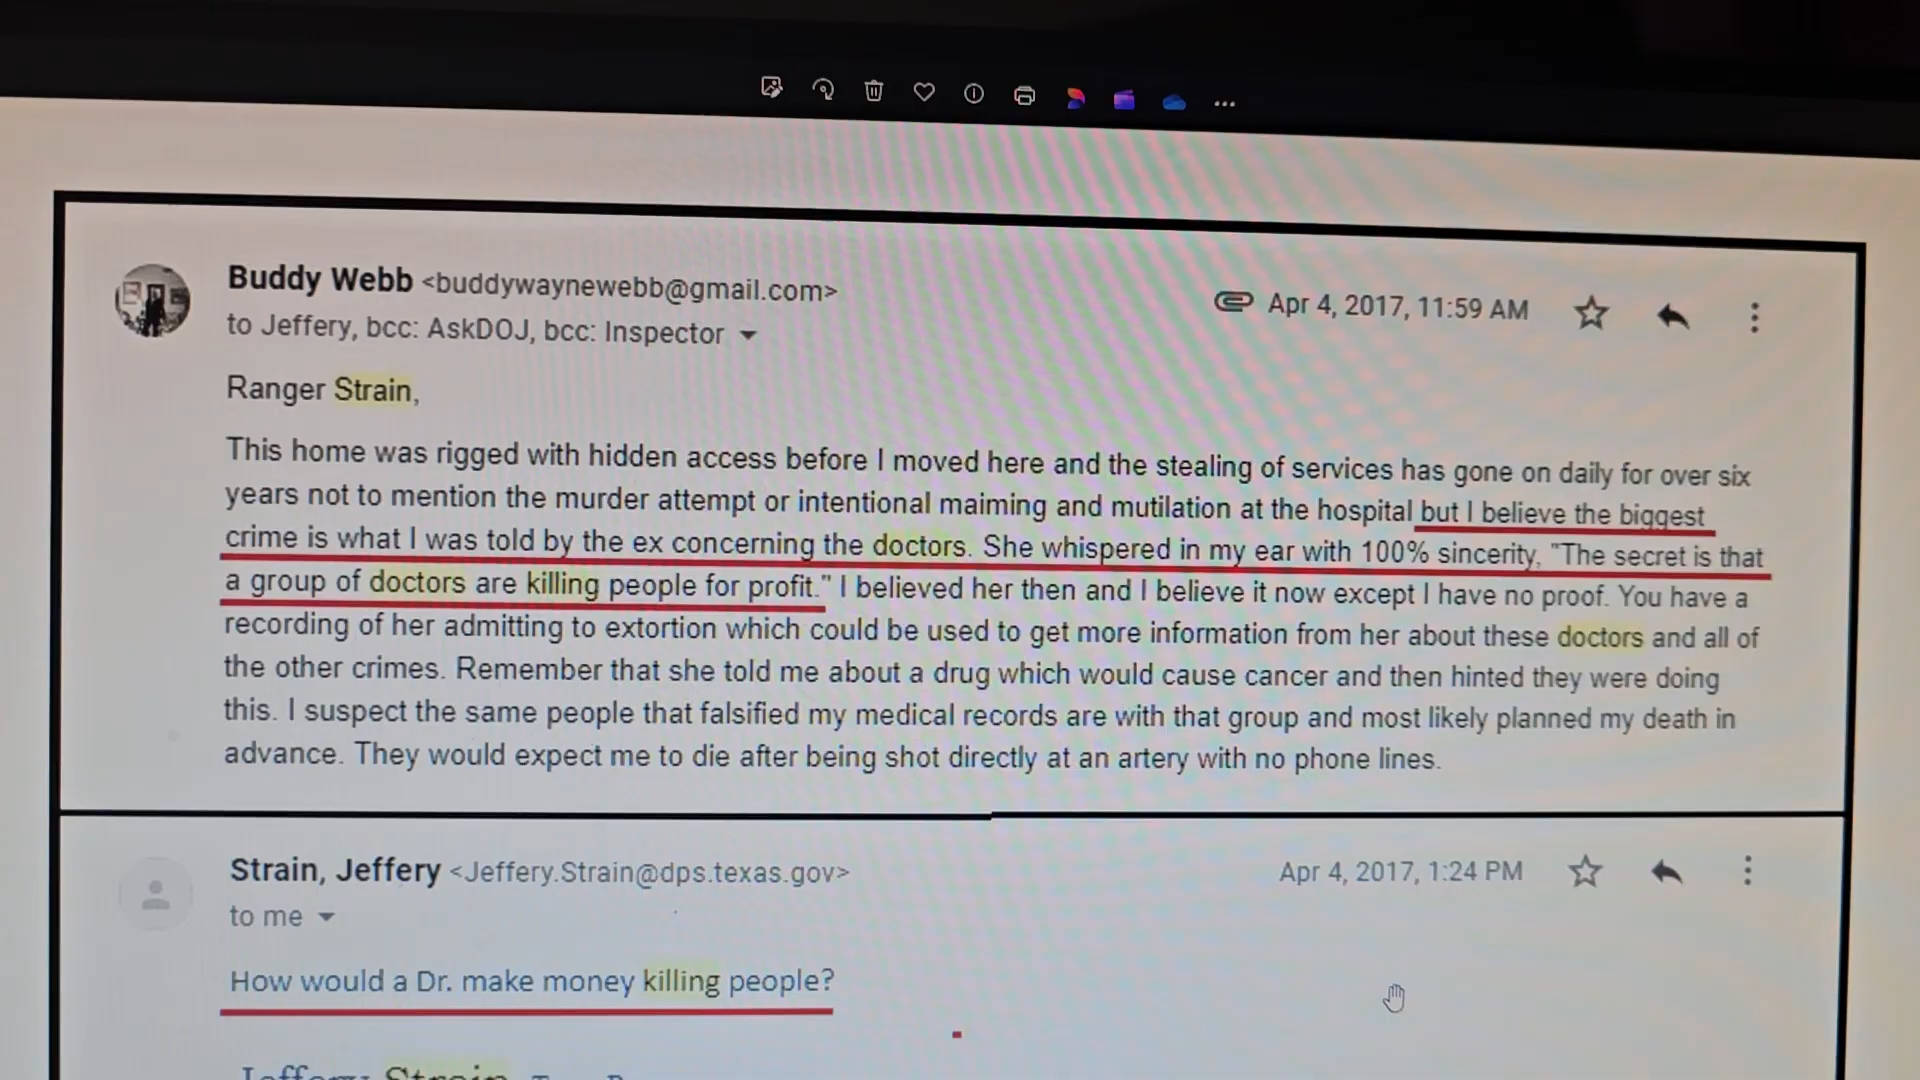 Buddy Webb <buddywaynewebb@gmail.com>
Apr 4, 2017, 11:59 AM
to Jeffery, bcc: AskDOJ, bcc: Inspector
Ranger Strain,
This home was rigged with hidden access before I moved here and the stealing of services has gone on daily for over six
years not to mention the murder attempt or intentional maiming and mutilation at the hospital but I believe the biggest
crime is what I was told by the ex concerning the doctors. She whispered in my ear with 100% sincerity, "The secret is that
a group of doctors are killing people for profit." I believed her then and I believe it now except I have no proof. You have a
recording of her admitting to extortion which could be used to get more information from her about these doctors and all of
the other crimes. Remember that she told me about a drug which would cause cancer and then hinted they were doing
this. I suspect the same people that falsified my medical records are with that group and most likely planned my death in
advance. They would expect me to die after being shot directly at an artery with no phone lines.
Strain, Jeffery <Jeffery.Strain@dps.texas.gov>
Apr 4, 2017, 1:24 PM
to me
How would a Dr. make money killing people?
Jeffery Strain